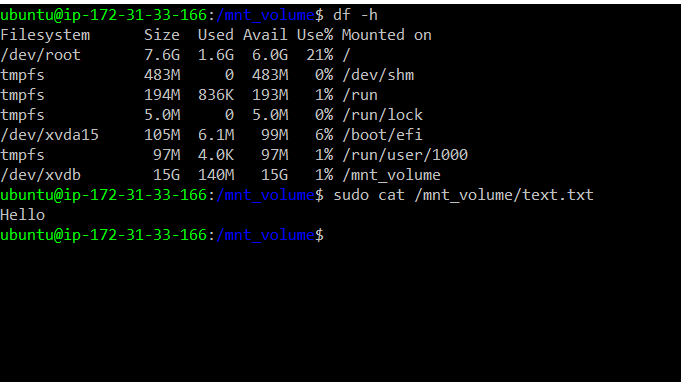 ubuntu@ip-172-31-33-166:/mnt_volume$ df -h
Filesystem      Size  Used Avail Use% Mounted on
/dev/root       7.6G  1.6G  6.0G  21% /
tmpfs           483M     0  483M   0% /dev/shm
tmpfs           194M  836K  193M   1% /run
tmpfs           5.0M     0  5.0M   0% /run/lock
/dev/xvda15     105M  6.1M   99M   6% /boot/efi
tmpfs            97M  4.0K   97M   1% /run/user/1000
/dev/xvdb        15G  140M   15G   1% /mnt_volume
ubuntu@ip-172-31-33-166:/mnt_volume$ sudo cat /mnt_volume/text.txt
Hello
ubuntu@ip-172-31-33-166:/mnt_volume$